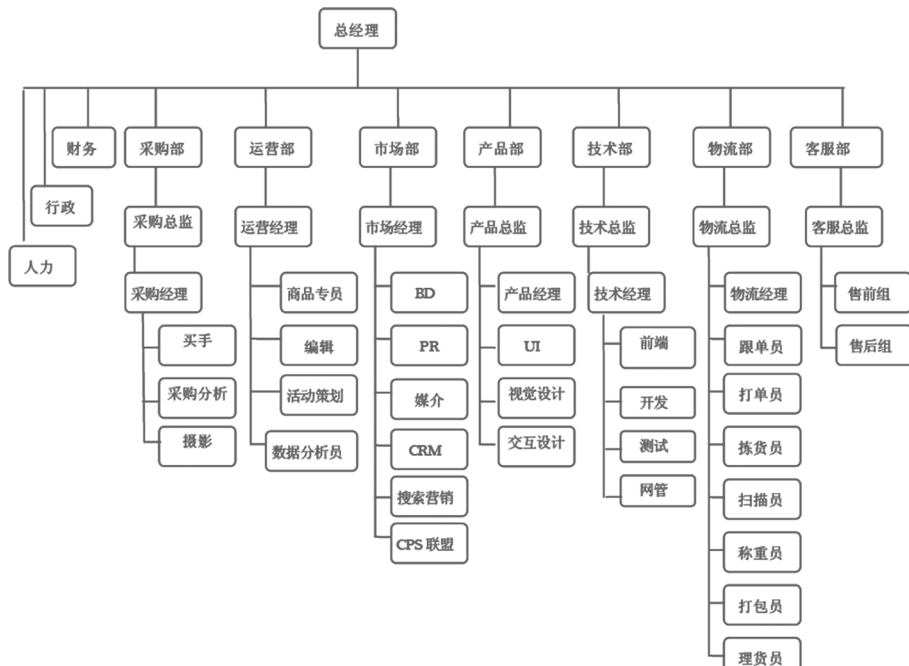 总经理
财务
采购部
运营部
市场部
产品部
技术部
物流部
客服部
行政
人力
采购总监
运营经理
市场经理
产品总监
技术总监
物流总监
客服总监
采购经理
买手
采购分析
摄影
商品专员
编辑
活动策划
数据分析员
BD
PR
媒介
CRM
搜索营销
CPS 联盟
产品经理
UI
视觉设计
交互设计
技术经理
前端
开发
测试
网管
物流经理
跟单员
打单员
拣货员
扫描员
称重员
打包员
理货员
售前组
售后组